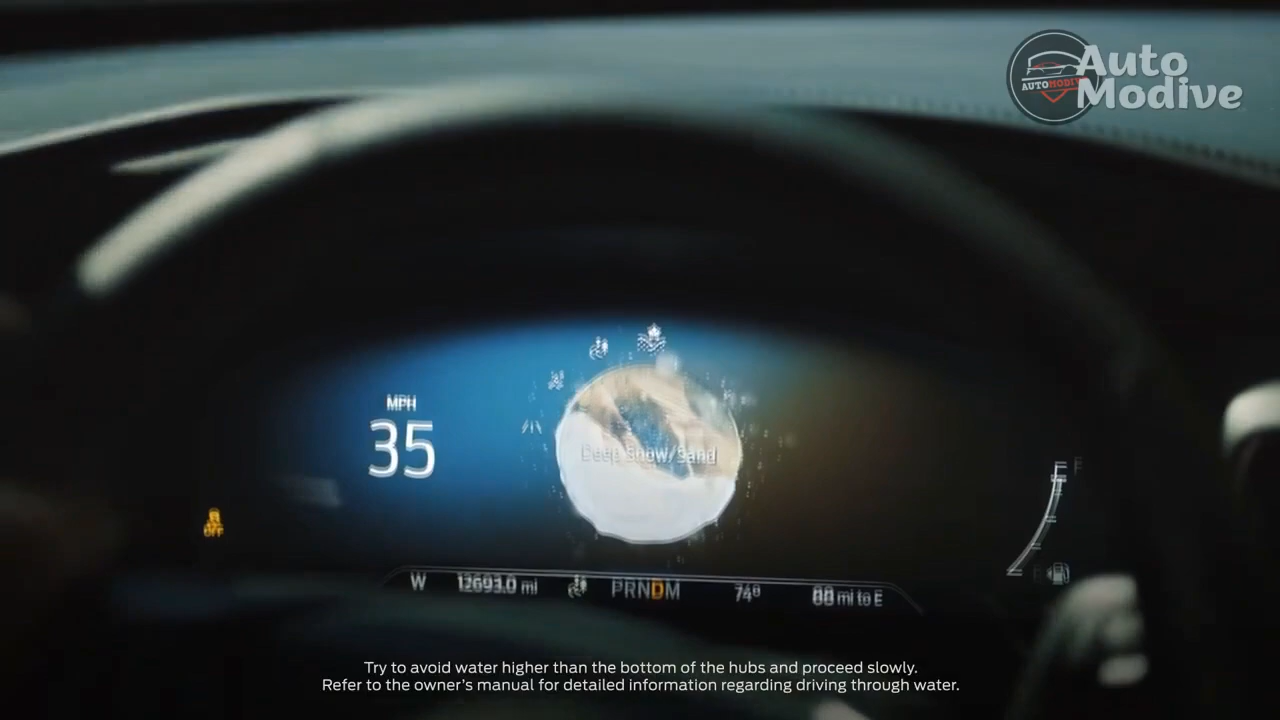 Auto
Modive
AUTOMODIVE
MPH
35
Deep Snow/Sand
OFF
F
W 12693.0 mi PRNDM 74° mi to E
Try to avoid water higher than the bottom of the hubs and proceed slowly.
Refer to the owner's manual for detailed information regarding driving through water.